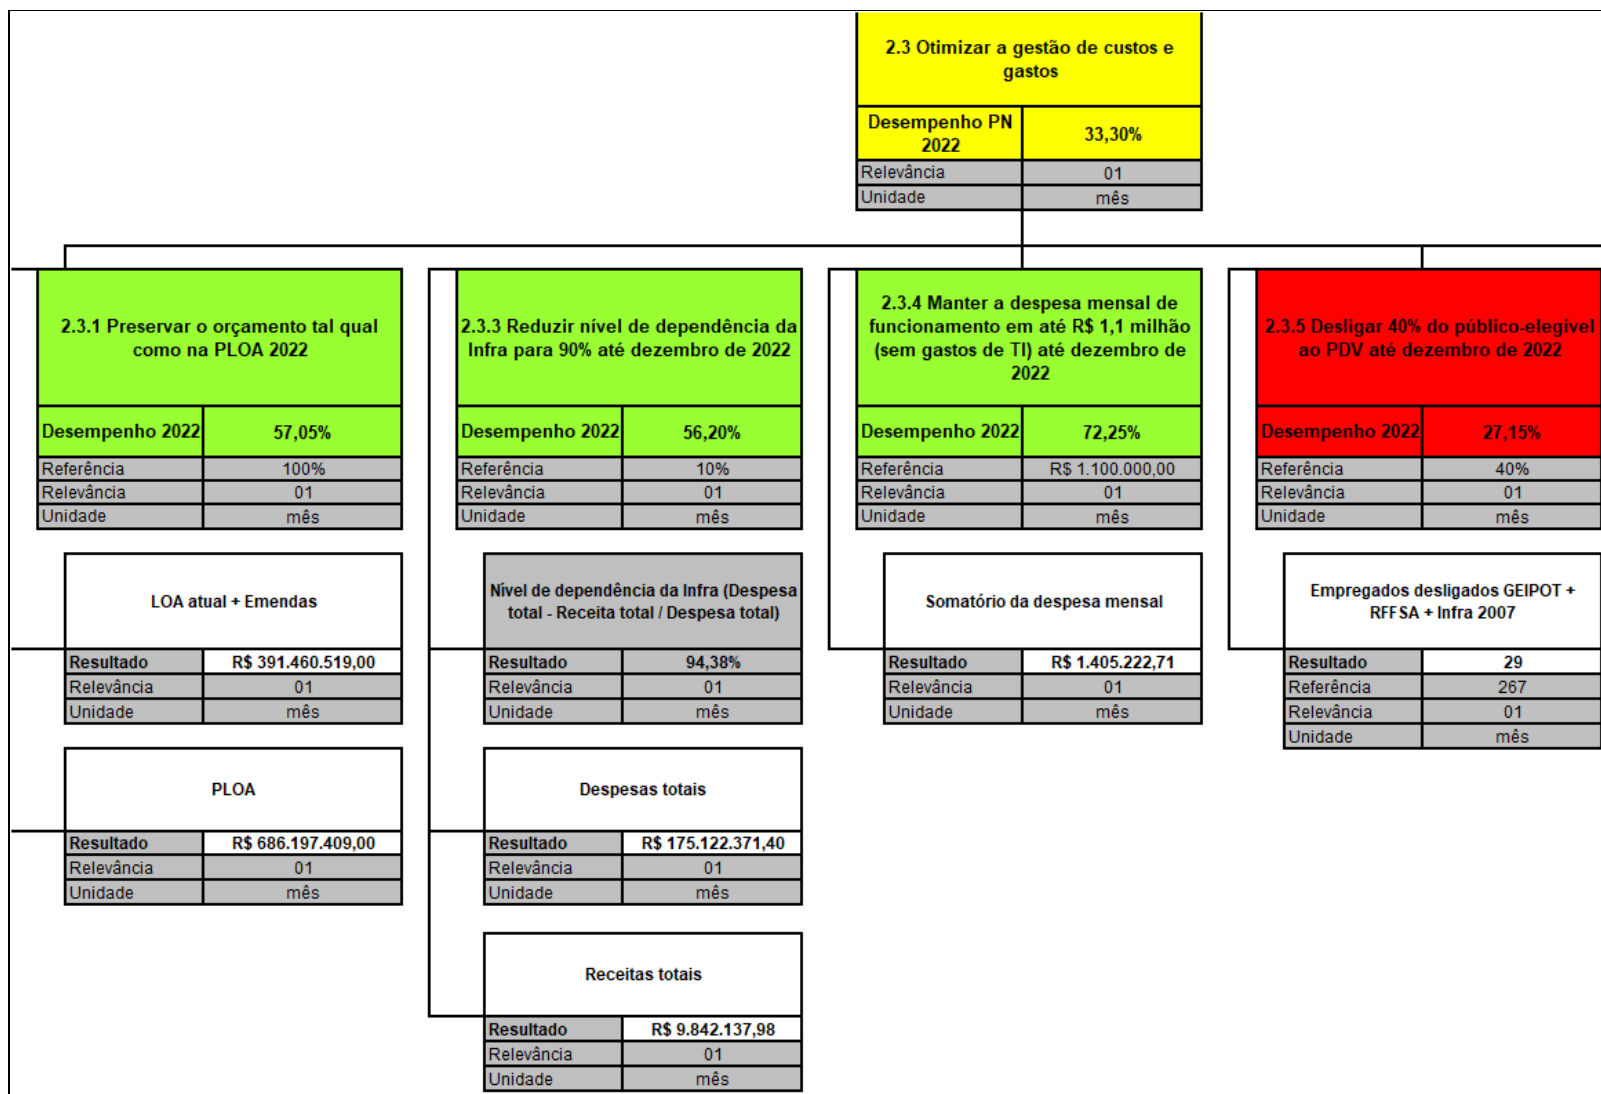 2.3 Otimizar a gestão de custos e
gastos
Desempenho PN
2022
33,30%
Relevância 01
Unidade mês
2.3.1 Preservar o orçamento tal qual
como na PLOA 2022
Desempenho 2022 57,05%
Referência 100%
Relevância 01
Unidade mês
LOA atual + Emendas
Resultado R$ 391.460.519,00
Relevância 01
Unidade mês
PLOA
Resultado R$ 686.197.409,00
Relevância 01
Unidade mês
2.3.3 Reduzir nível de dependência da
Infra para 90% até dezembro de 2022
Desempenho 2022 56,20%
Referência 10%
Relevância 01
Unidade mês
Nível de dependência da Infra (Despesa
total - Receita total / Despesa total)
Resultado 94,38%
Relevância 01
Unidade mês
Despesas totais
Resultado R$ 175.122.371,40
Relevância 01
Unidade mês
Receitas totais
Resultado R$ 9.842.137,98
Relevância 01
Unidade mês
2.3.4 Manter a despesa mensal de
funcionamento em até R$ 1,1 milhão
(sem gastos de TI) até dezembro de
2022
Desempenho 2022 72,25%
Referência R$ 1.100.000,00
Relevância 01
Unidade mês
Somatório da despesa mensal
Resultado R$ 1.405.222,71
Relevância 01
Unidade mês
2.3.5 Desligar 40% do público-elegível
ao PDV até dezembro de 2022
Desempenho 2022 27,15%
Referência 40%
Relevância 01
Unidade mês
Empregados desligados GEIPOT +
RFFSA + Infra 2007
Resultado 29
Referência 267
Relevância 01
Unidade mês